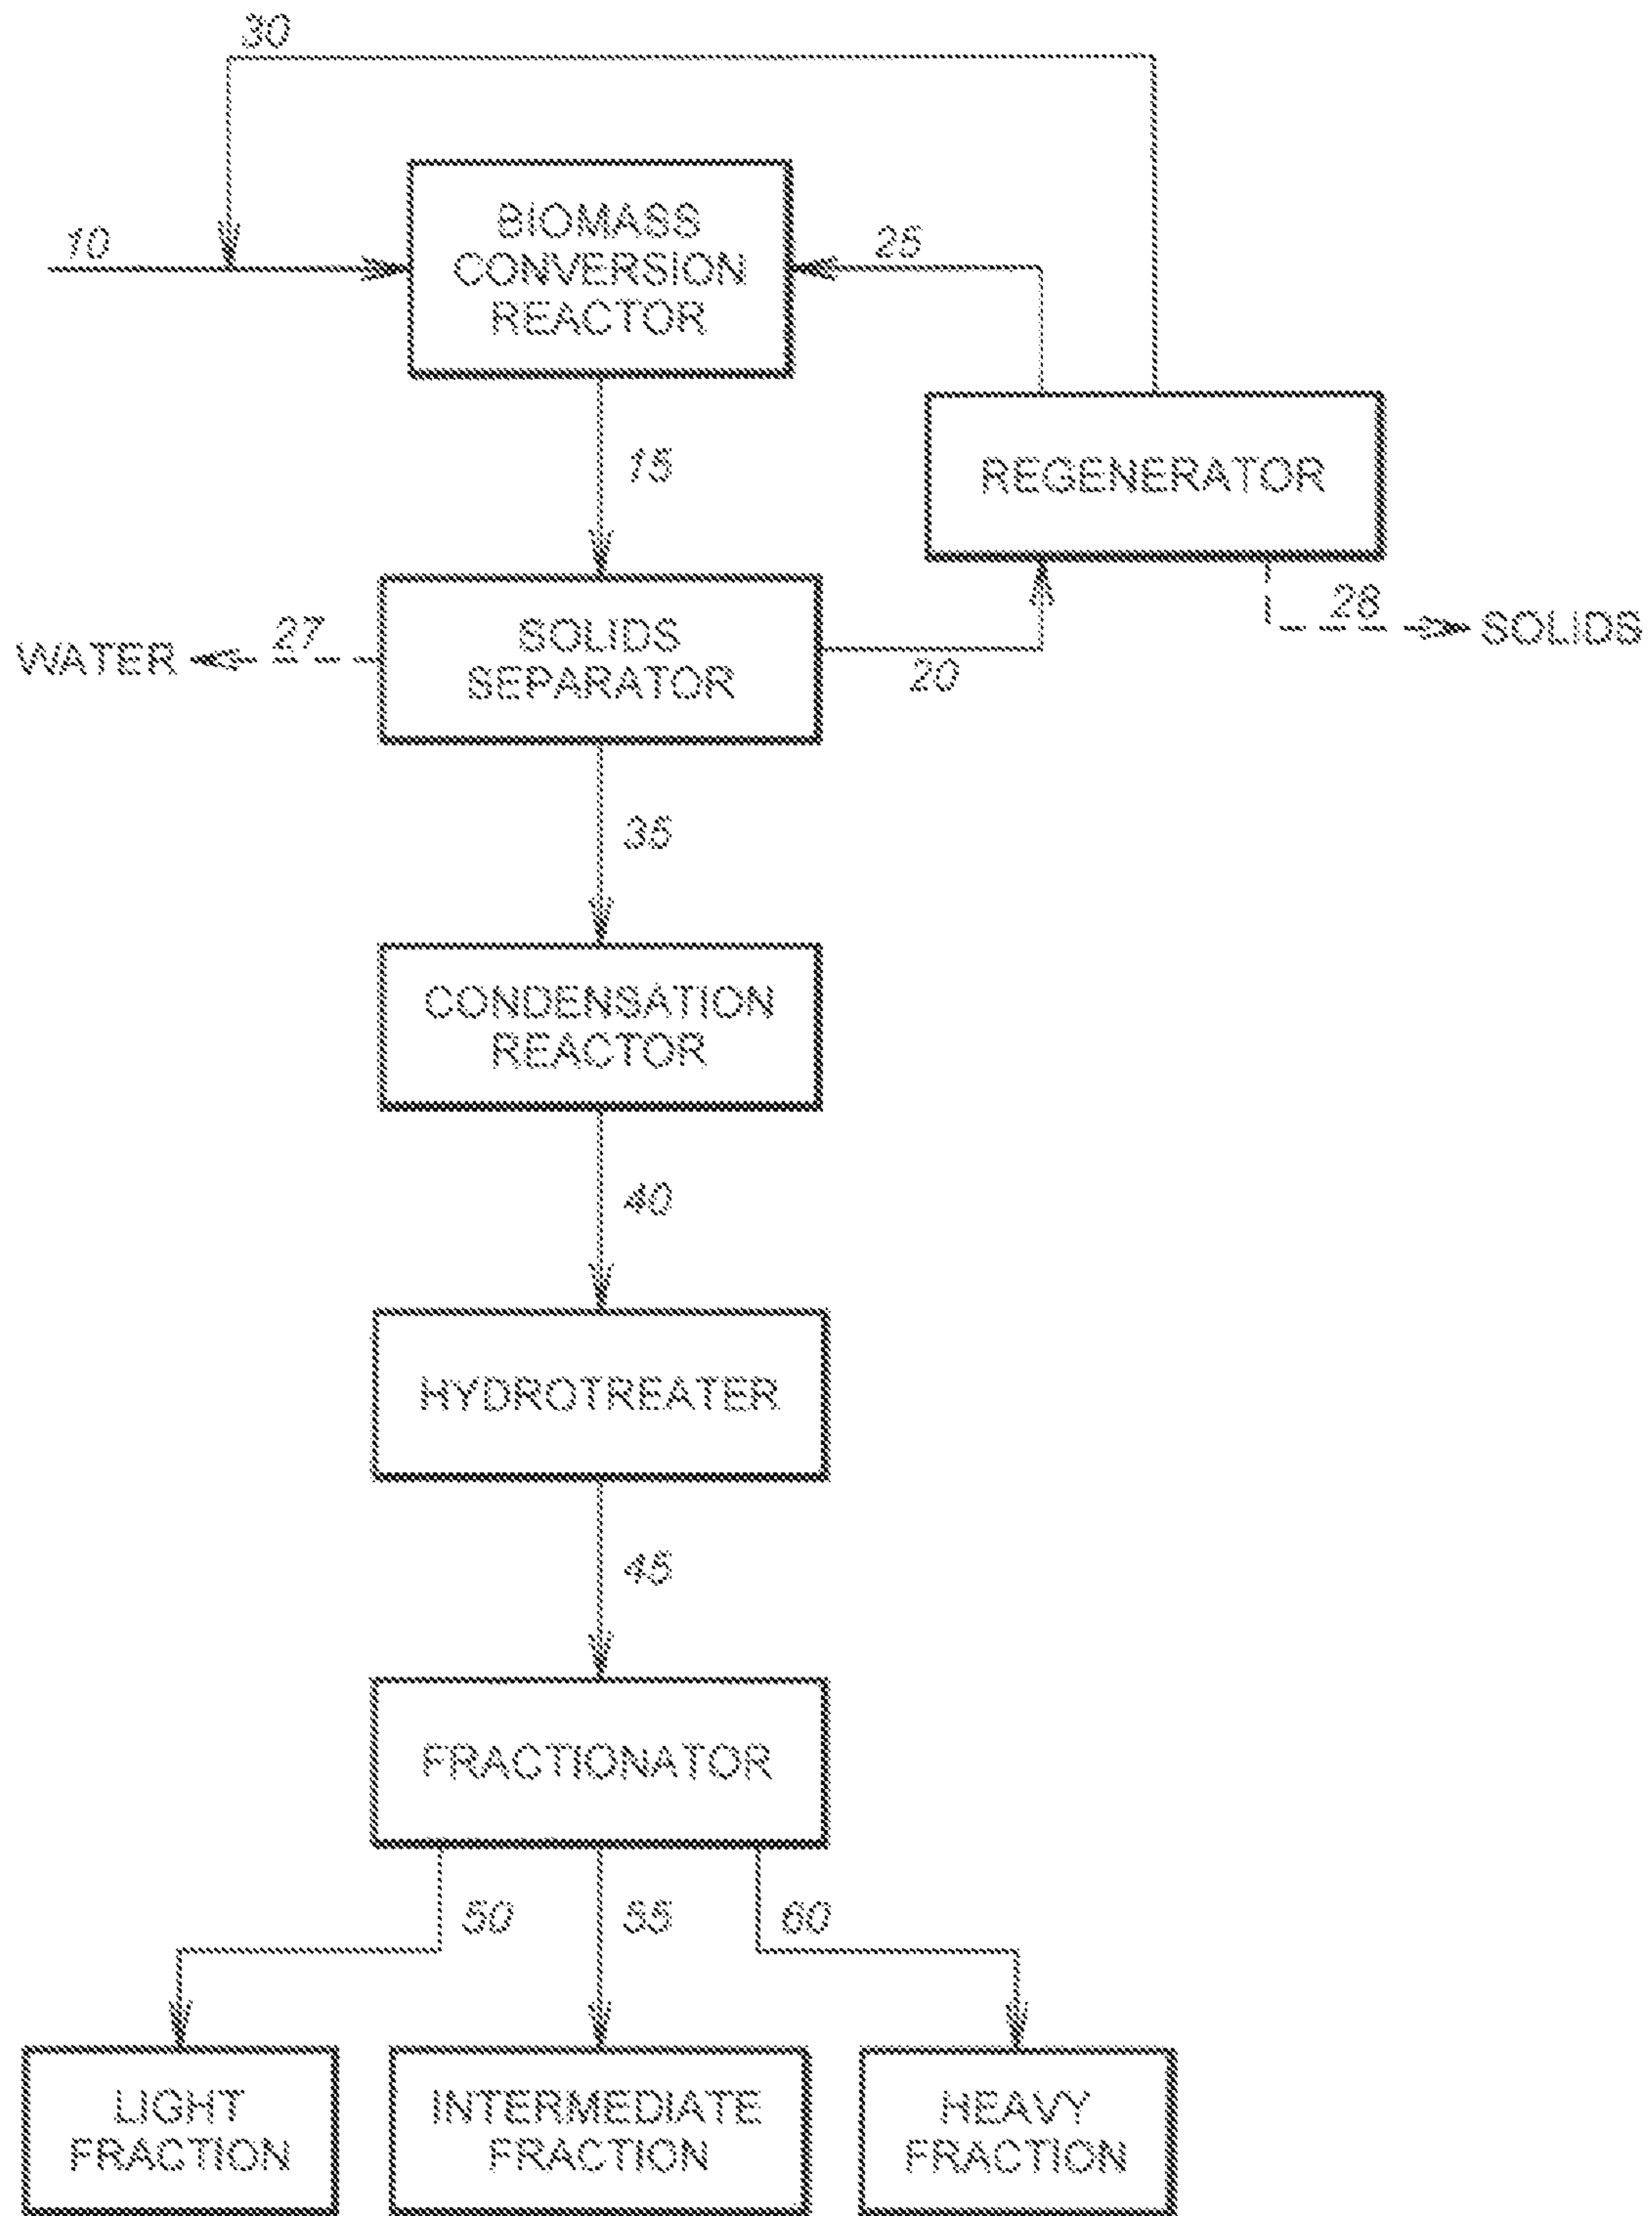 30
10
BIOMASS
CONVERSION
REACTOR
25
15
REGENERATOR
28
SOLIDS
27
WATER
SOLIDS
SEPARATOR
20
35
CONDENSATION
REACTOR
40
HYDROTREATER
45
FRACTIONATOR
50
55
60
LIGHT
FRACTION
INTERMEDIATE
FRACTION
HEAVY
FRACTION